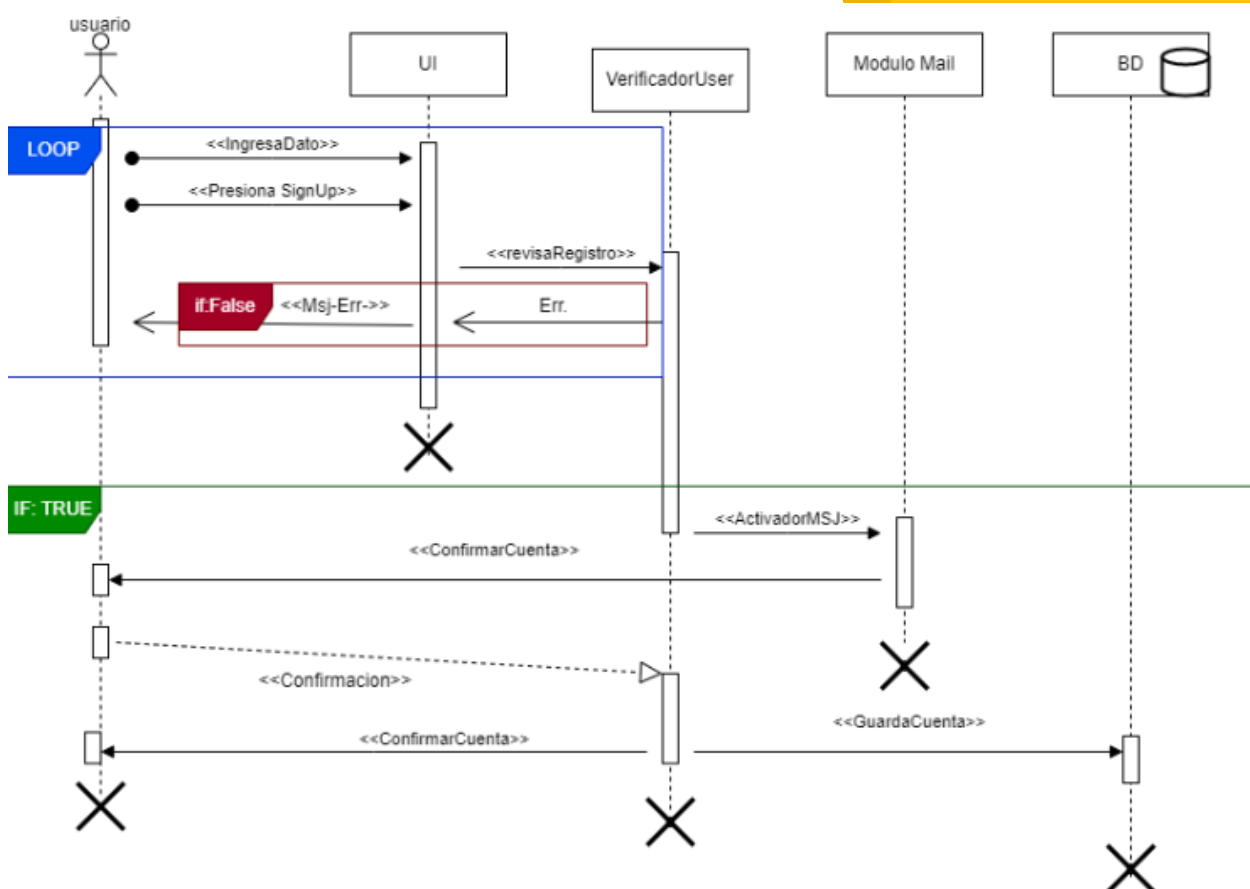 usuario
UI
VerificadorUser
Modulo Mail
BD
LOOP
<<IngresaDato>>
<<Presiona SignUp>>
<<revisaRegistro>>
if:False
<<Msj-Err->>
Err.
IF: TRUE
<<ActivadorMSJ>>
<<ConfirmarCuenta>>
<<Confirmacion>>
<<GuardaCuenta>>
<<ConfirmarCuenta>>